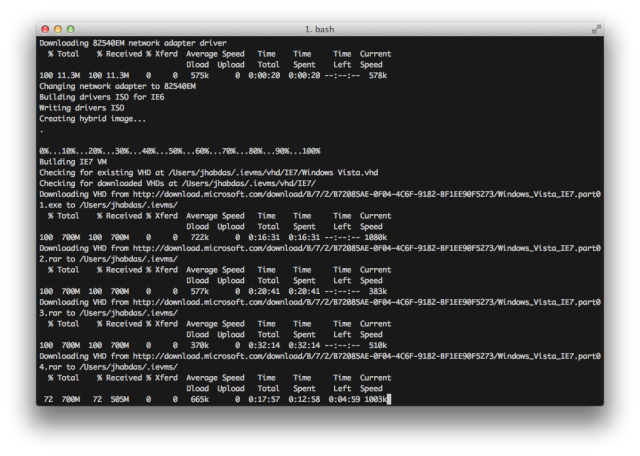 1. bash
Downloading 82540EM network adapter driver
% Total % Received % Xferd Average Speed Time Time Time Current
Dload Upload Total Spent Left Speed
100 11.3M 100 11.3M 0 0 575k 0 0:00:20 0:00:20 --:--:-- 578k
Changing network adapter to 82540EM
Building drivers ISO for IE6
Writing drivers ISO
Creating hybrid image...
.
0%...10%...20%...30%...40%...50%...60%...70%...80%...90%...100%
Building IE7 VM
Checking for existing VHD at /Users/jhabdas/.ievms/vhd/IE7/Windows Vista.vhd
Checking for downloaded VHDs at /Users/jhabdas/.ievms/vhd/IE7/
Downloading VHD from http://download.microsoft.com/download/B/7/2/B72085AE-0F04-4C6F-9182-BF1EE90F5273/Windows_Vista_IE7.part0
1.exe to /Users/jhabdas/.ievms/
% Total % Received % Xferd Average Speed Time Time Time Current
Dload Upload Total Spent Left Speed
100 700M 100 700M 0 0 722k 0 0:16:31 0:16:31 --:--:-- 1080k
Downloading VHD from http://download.microsoft.com/download/B/7/2/B72085AE-0F04-4C6F-9182-BF1EE90F5273/Windows_Vista_IE7.part0
2.rar to /Users/jhabdas/.ievms/
% Total % Received % Xferd Average Speed Time Time Time Current
Dload Upload Total Spent Left Speed
100 700M 100 700M 0 0 577k 0 0:20:41 0:20:41 --:--:-- 383k
Downloading VHD from http://download.microsoft.com/download/B/7/2/B72085AE-0F04-4C6F-9182-BF1EE90F5273/Windows_Vista_IE7.part0
3.rar to /Users/jhabdas/.ievms/
% Total % Received % Xferd Average Speed Time Time Time Current
Dload Upload Total Spent Left Speed
100 700M 100 700M 0 0 370k 0 0:32:14 0:32:14 --:--:-- 510k
Downloading VHD from http://download.microsoft.com/download/B/7/2/B72085AE-0F04-4C6F-9182-BF1EE90F5273/Windows_Vista_IE7.part0
4.rar to /Users/jhabdas/.ievms/
% Total % Received % Xferd Average Speed Time Time Time Current
Dload Upload Total Spent Left Speed
72 700M 72 505M 0 0 665k 0 0:17:57 0:12:58 0:04:59 1003k